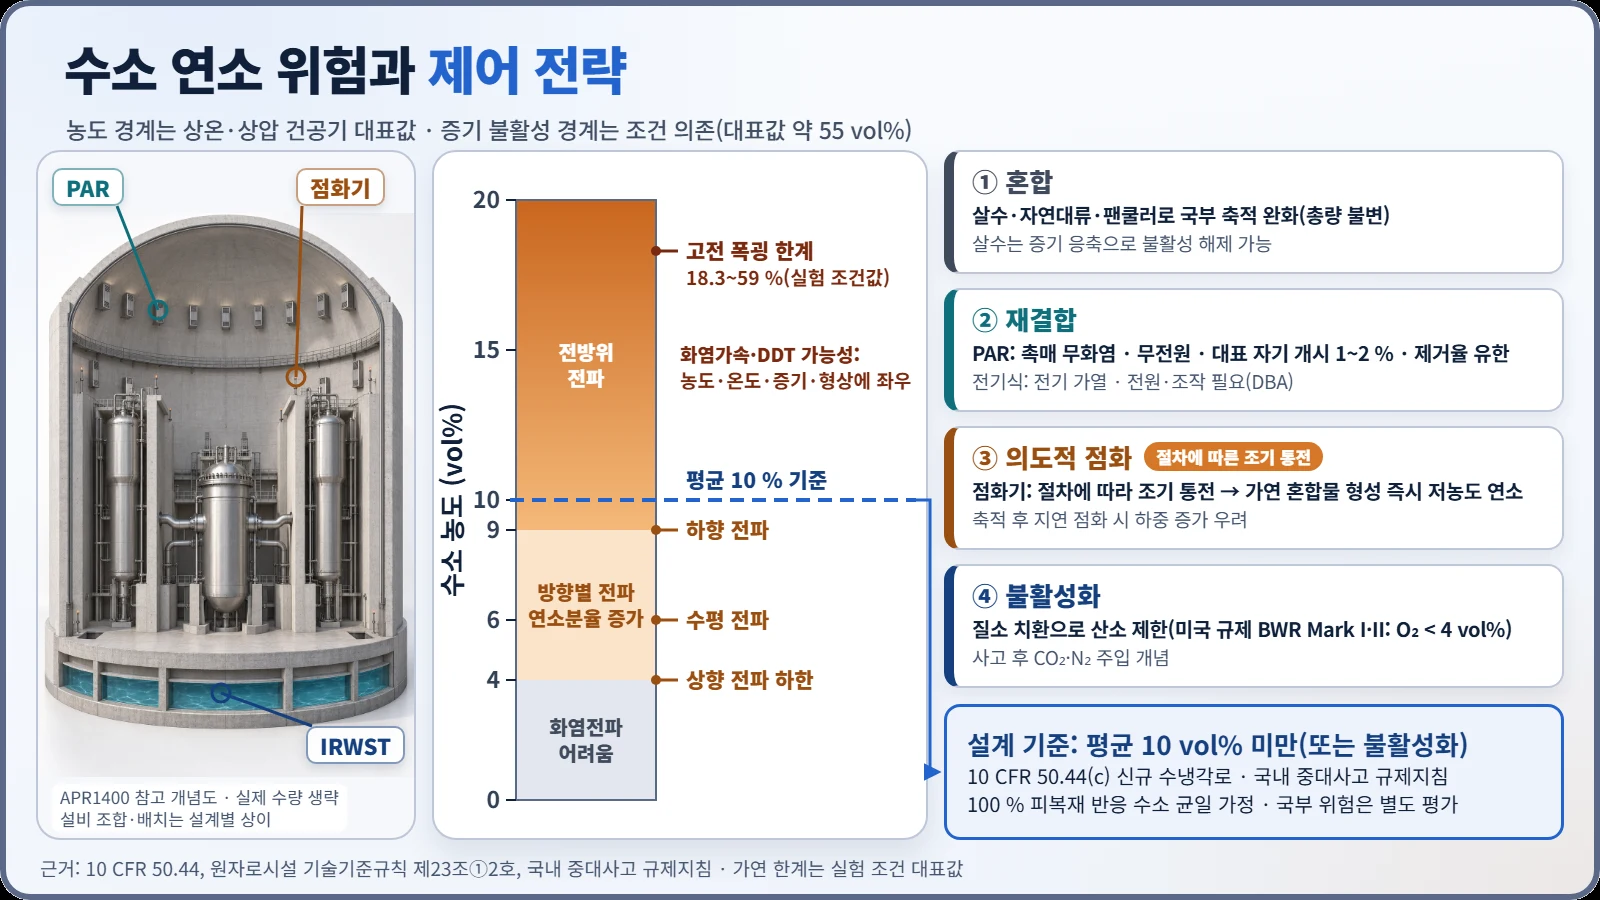 수소 연소 위험과 제어 전략
농도 경계는 상온·상압 건공기 대표값 · 증기 불활성 경계는 조건 의존(대표값 약 55 vol%)
PAR
점화기
IRWST
APR1400 참고 개념도 · 실제 수량 생략
설비 조합·배치는 설계별 상이
수소 농도 (vol%)
20
15
10
9
6
4
0
전방위
전파
방향별 전파
연소분율 증가
화염전파
어려움
고전 폭굉 한계
18.3~59 %(실험 조건값)
화염가속·DDT 가능성:
농도·온도·증기·형상에 좌우
평균 10 % 기준
하향 전파
수평 전파
상향 전파 하한
① 혼합
살수·자연대류·팬쿨러로 국부 축적 완화(총량 불변)
살수는 증기 응축으로 불활성 해제 가능
② 재결합
PAR: 촉매 무화염 · 무전원 · 대표 자기 개시 1~2 % · 제거율 유한
전기식: 전기 가열 · 전원·조작 필요(DBA)
③ 의도적 점화 절차에 따른 조기 통전
점화기: 절차에 따라 조기 통전 → 가연 혼합물 형성 즉시 저농도 연소
축적 후 지연 점화 시 하중 증가 우려
④ 불활성화
질소 치환으로 산소 제한(미국 규제 BWR Mark I·II: O₂ < 4 vol%)
사고 후 CO₂·N₂ 주입 개념
설계 기준: 평균 10 vol% 미만(또는 불활성화)
10 CFR 50.44(c) 신규 수냉각로 · 국내 중대사고 규제지침
100 % 피복재 반응 수소 균일 가정 · 국부 위험은 별도 평가
근거: 10 CFR 50.44, 원자로시설 기술기준규칙 제23조①2호, 국내 중대사고 규제지침 · 가연 한계는 실험 조건 대표값